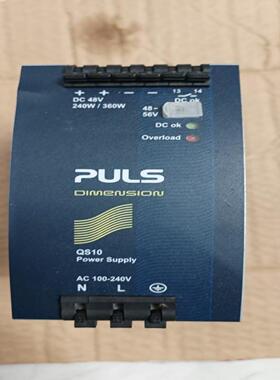 13 14
+ + − −
DC 48V
240W / 360W
DC ok
48 –
56V
DC ok
Overload
PULS
DIMENSION
QS10
Power Supply
AC 100-240V
N L